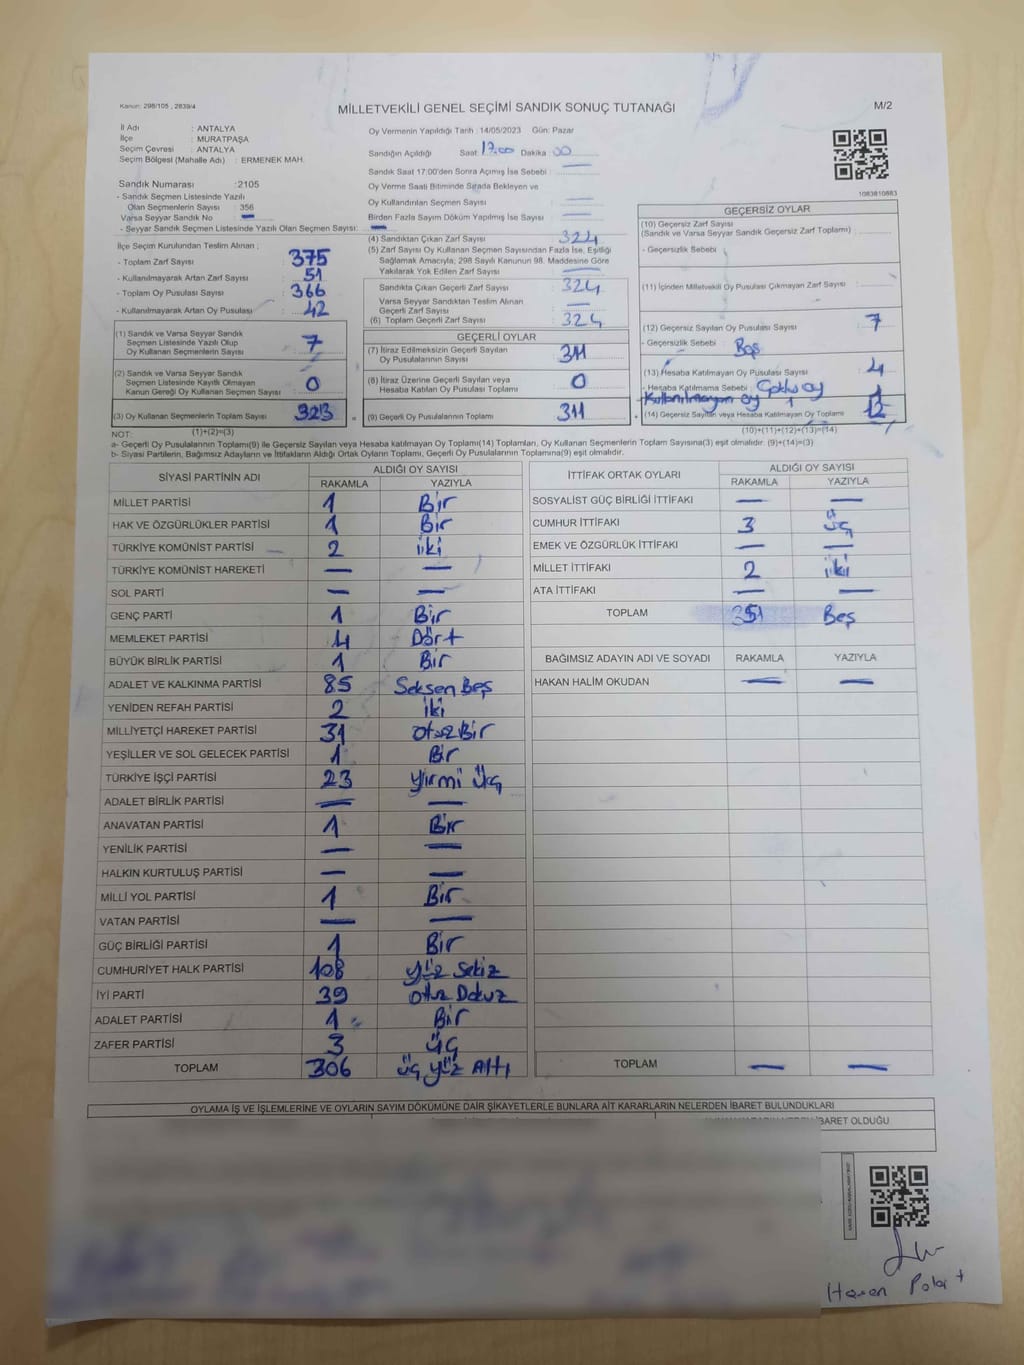 Kanun: 298/105 , 2839/4
MİLLETVEKİLİ GENEL SEÇİMİ SANDIK SONUÇ TUTANAĞI
M/2
İl Adı : ANTALYA
İlçe : MURATPAŞA
Seçim Çevresi : ANTALYA
Seçim Bölgesi (Mahalle Adı) : ERMENEK MAH.
Sandık Numarası :2105
- Sandık Seçmen Listesinde Yazılı
Olan Seçmenlerin Sayısı : 356
Varsa Seyyar Sandık No : —
- Seyyar Sandık Seçmen Listesinde Yazılı Olan Seçmen Sayısı: —
İlçe Seçim Kurulundan Teslim Alınan ;
- Toplam Zarf Sayısı : 375
- Kullanılmayarak Artan Zarf Sayısı : 51
- Toplam Oy Pusulası Sayısı : 366
- Kullanılmayarak Artan Oy Pusulası : 42
(1) Sandık ve Varsa Seyyar Sandık
Seçmen Listesinde Yazılı Olup
Oy Kullanan Seçmenlerin Sayısı : 7
(2) Sandık ve Varsa Seyyar Sandık
Seçmen Listesinde Kayıtlı Olmayan
Kanun Gereği Oy Kullanan Seçmen Sayısı : 0
(3) Oy Kullanan Seçmenlerin Toplam Sayısı : 323
(1)+(2)=(3)
Oy Vermenin Yapıldığı Tarih : 14/05/2023 Gün: Pazar
Sandığın Açıldığı Saat 17:00 Dakika 00
Sandık Saat 17:00'den Sonra Açımış İse Sebebi : —
Oy Verme Saati Bitiminde Sırada Bekleyen ve
Oy Kullandırılan Seçmen Sayısı : —
Birden Fazla Sayım Döküm Yapılmış İse Sayısı : —
(4) Sandıktan Çıkan Zarf Sayısı : 324
(5) Zarf Sayısı Oy Kullanan Seçmen Sayısından Fazla İse, Eşitliği
Sağlamak Amacıyla, 298 Sayılı Kanunun 98. Maddesine Göre
Yakılarak Yok Edilen Zarf Sayısı : —
Sandıkta Çıkan Geçerli Zarf Sayısı : 324
Varsa Seyyar Sandıktan Teslim Alınan
Geçerli Zarf Sayısı : —
(6) Toplam Geçerli Zarf Sayısı : 324
GEÇERLİ OYLAR
(7) İtiraz Edilmeksizin Geçerli Sayılan
Oy Pusulalarının Sayısı : 311
(8) İtiraz Üzerine Geçerli Sayılan veya
Hesaba Katılan Oy Pusulası Toplamı : 0
= (9) Geçerli Oy Pusulalarının Toplamı : 311
1083810883
GEÇERSİZ OYLAR
(10) Geçersiz Zarf Sayısı
(Sandık ve Varsa Seyyar Sandık Geçersiz Zarf Toplamı) :
- Geçersizlik Sebebi :
(11) İçinden Milletvekili Oy Pusulası Çıkmayan Zarf Sayısı :
(12) Geçersiz Sayılan Oy Pusulası Sayısı : 7
- Geçersizlik Sebebi : Boş
(13) Hesaba Katılmayan Oy Pusulası Sayısı : 4
- Hesaba Katılmama Sebebi : Çoklu oy
Kullanılmayan oy 1
+ (14) Geçersiz Sayılan veya Hesaba Katılmayan Oy Toplamı : 12
(10)+(11)+(12)+(13)=(14)
NOT:
a- Geçerli Oy Pusulalarının Toplamı(9) ile Geçersiz Sayılan veya Hesaba katılmayan Oy Toplamı(14) Toplamları, Oy Kullanan Seçmenlerin Toplam Sayısına(3) eşit olmalıdır. (9)+(14)=(3)
b- Siyasi Partilerin, Bağımsız Adayların ve İttifakların Aldığı Ortak Oyların Toplamı, Geçerli Oy Pusulalarının Toplamına(9) eşit olmalıdır.
SİYASİ PARTİNİN ADI ALDIĞI OY SAYISI
RAKAMLA YAZIYLA
MİLLET PARTİSİ 1 Bir
HAK VE ÖZGÜRLÜKLER PARTİSİ 1 Bir
TÜRKİYE KOMÜNİST PARTİSİ 2 iki
TÜRKİYE KOMÜNİST HAREKETİ — —
SOL PARTİ — —
GENÇ PARTİ 1 Bir
MEMLEKET PARTİSİ 4 Dört
BÜYÜK BİRLİK PARTİSİ 1 Bir
ADALET VE KALKINMA PARTİSİ 85 Seksen Beş
YENİDEN REFAH PARTİSİ 2 iki
MİLLİYETÇİ HAREKET PARTİSİ 31 otuz Bir
YEŞİLLER VE SOL GELECEK PARTİSİ 1 Bir
TÜRKİYE İŞÇİ PARTİSİ 23 yirmi üç
ADALET BİRLİK PARTİSİ — —
ANAVATAN PARTİSİ 1 Bir
YENİLİK PARTİSİ — —
HALKIN KURTULUŞ PARTİSİ — —
MİLLİ YOL PARTİSİ 1 Bir
VATAN PARTİSİ — —
GÜÇ BİRLİĞİ PARTİSİ 1 Bir
CUMHURİYET HALK PARTİSİ 108 yüz Sekiz
İYİ PARTİ 39 otuz Dokuz
ADALET PARTİSİ 1 Bir
ZAFER PARTİSİ 3 üç
TOPLAM 306 üç yüz Altı
İTTİFAK ORTAK OYLARI ALDIĞI OY SAYISI
RAKAMLA YAZIYLA
SOSYALİST GÜÇ BİRLİĞİ İTTİFAKI — —
CUMHUR İTTİFAKI 3 üç
EMEK VE ÖZGÜRLÜK İTTİFAKI — —
MİLLET İTTİFAKI 2 iki
ATA İTTİFAKI — —
TOPLAM Beş
BAĞIMSIZ ADAYIN ADI VE SOYADI RAKAMLA YAZIYLA
HAKAN HALİM OKUDAN — —
TOPLAM — —
OYLAMA İŞ VE İŞLEMLERİNE VE OYLARIN SAYIM DÖKÜMÜNE DAİR ŞİKAYETLERLE BUNLARA AİT KARARLARIN NELERDEN İBARET BULUNDUKLARI
İBARET OLDUĞU
Hasan Polat